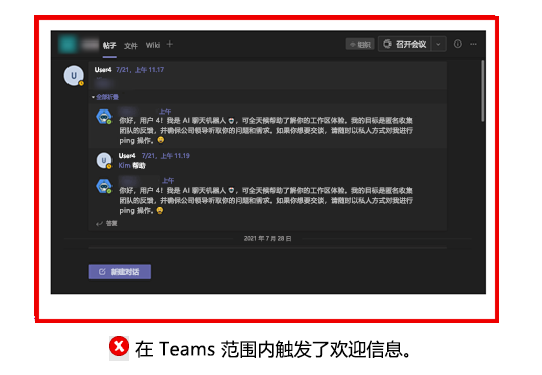 帖子 文件 Wiki +
组织 召开会议
User4 7/21，上午 11.17
全部折叠
上午
你好，用户 4！我是 AI 聊天机器人，可全天候帮助了解你的工作区体验。我的目标是匿名收集
团队的反馈，并确保公司领导听取你的问题和需求。如果你想要交谈，请随时以私人方式对我进行
ping 操作。
User4 7/21，上午 11.19
Kim 帮助
上午
你好，用户 4！我是 AI 聊天机器人，可全天候帮助了解你的工作区体验。我的目标是匿名收集
团队的反馈，并确保公司领导听取你的问题和需求。如果你想要交谈，请随时以私人方式对我进行
ping 操作。
答复
2021 年 7 月 28 日
新建对话
在 Teams 范围内触发了欢迎信息。